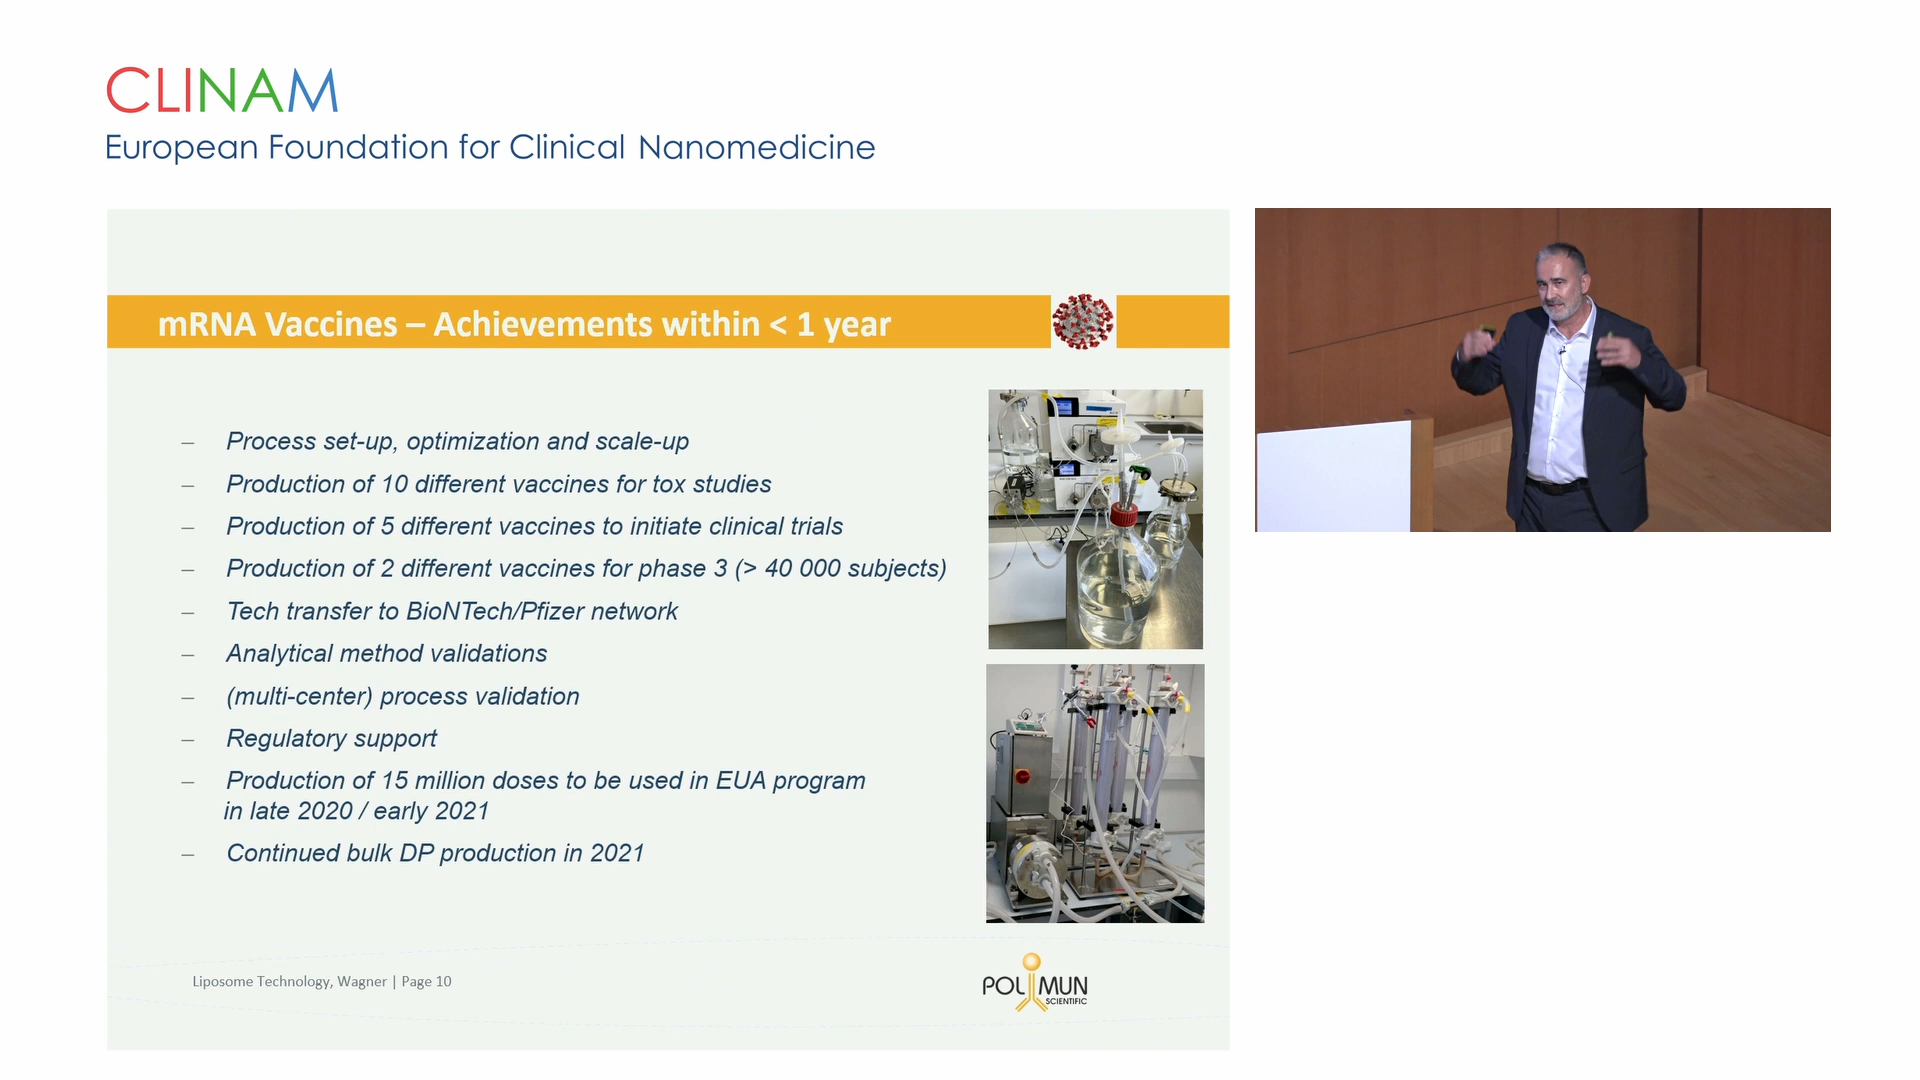 CLINAM
European Foundation for Clinical Nanomedicine
mRNA Vaccines – Achievements within < 1 year
– Process set-up, optimization and scale-up
– Production of 10 different vaccines for tox studies
– Production of 5 different vaccines to initiate clinical trials
– Production of 2 different vaccines for phase 3 (> 40 000 subjects)
– Tech transfer to BioNTech/Pfizer network
– Analytical method validations
– (multi-center) process validation
– Regulatory support
– Production of 15 million doses to be used in EUA program
in late 2020 / early 2021
– Continued bulk DP production in 2021
Liposome Technology, Wagner | Page 10
POLYMUN
SCIENTIFIC